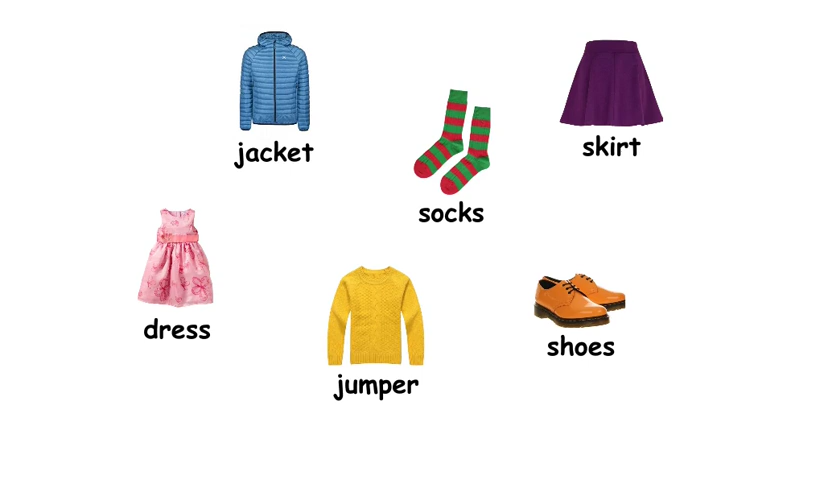 jacket
skirt
socks
dress
shoes
jumper